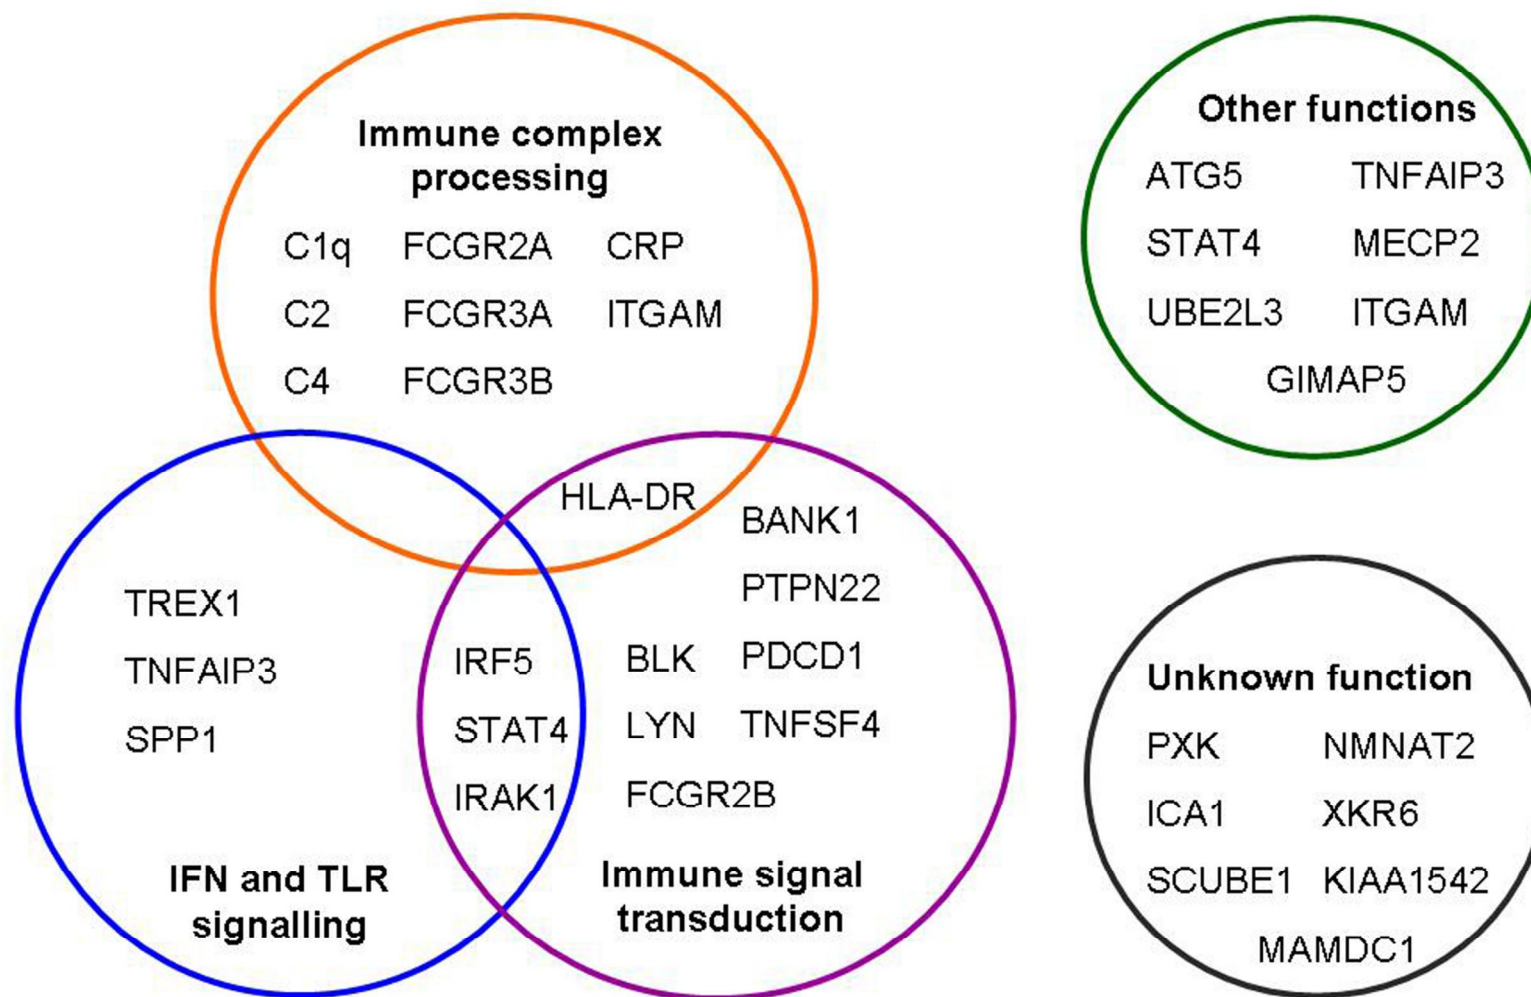 Immune complex
processing
C1q FCGR2A CRP
C2 FCGR3A ITGAM
C4 FCGR3B
HLA-DR
BANK1
PTPN22
BLK PDCD1
LYN TNFSF4
FCGR2B
Immune signal
transduction
IRF5
STAT4
IRAK1
TREX1
TNFAIP3
SPP1
IFN and TLR
signalling
Other functions
ATG5 TNFAIP3
STAT4 MECP2
UBE2L3 ITGAM
GIMAP5
Unknown function
PXK NMNAT2
ICA1 XKR6
SCUBE1 KIAA1542
MAMDC1